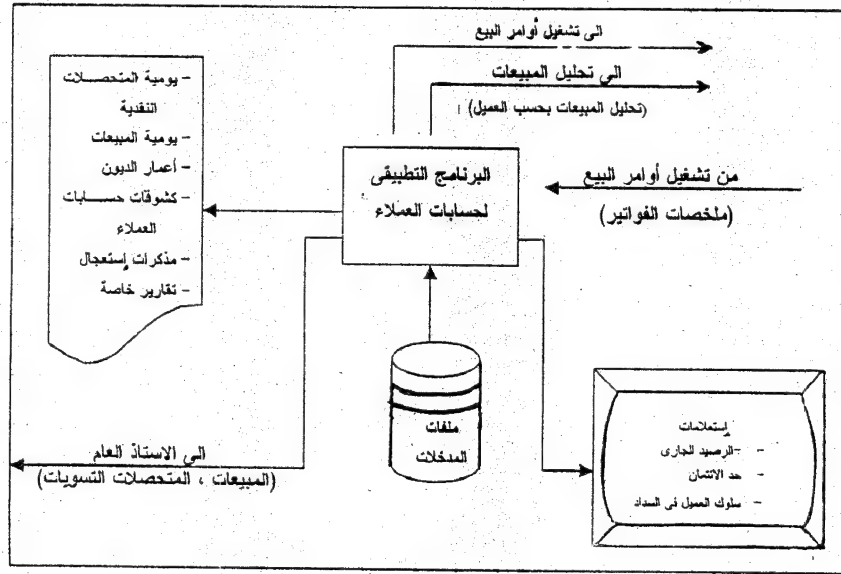 الى تشغيل أوامر البيع
الى تحليل المبيعات
(تحليل المبيعات بحسب العميل)
– يومية المتحصـــلات
النقدية
– يومية المبيعات
– أعمار الديون
– كشوفات حســـابات
العملاء
– مذكرات إستعجال
– تقارير خاصة
البرنامج التطبيقى
لحسابات العملاء
من تشغيل أوامر البيع
(ملخصات الفواتير)
ملفات
المدخلات
الى الاستاذ العام
(المبيعات ، المتحصلات التسويات)
إستعلامات
– –الرصيد الجارى
– حد الائتمان
– سلوك العميل فى السداد